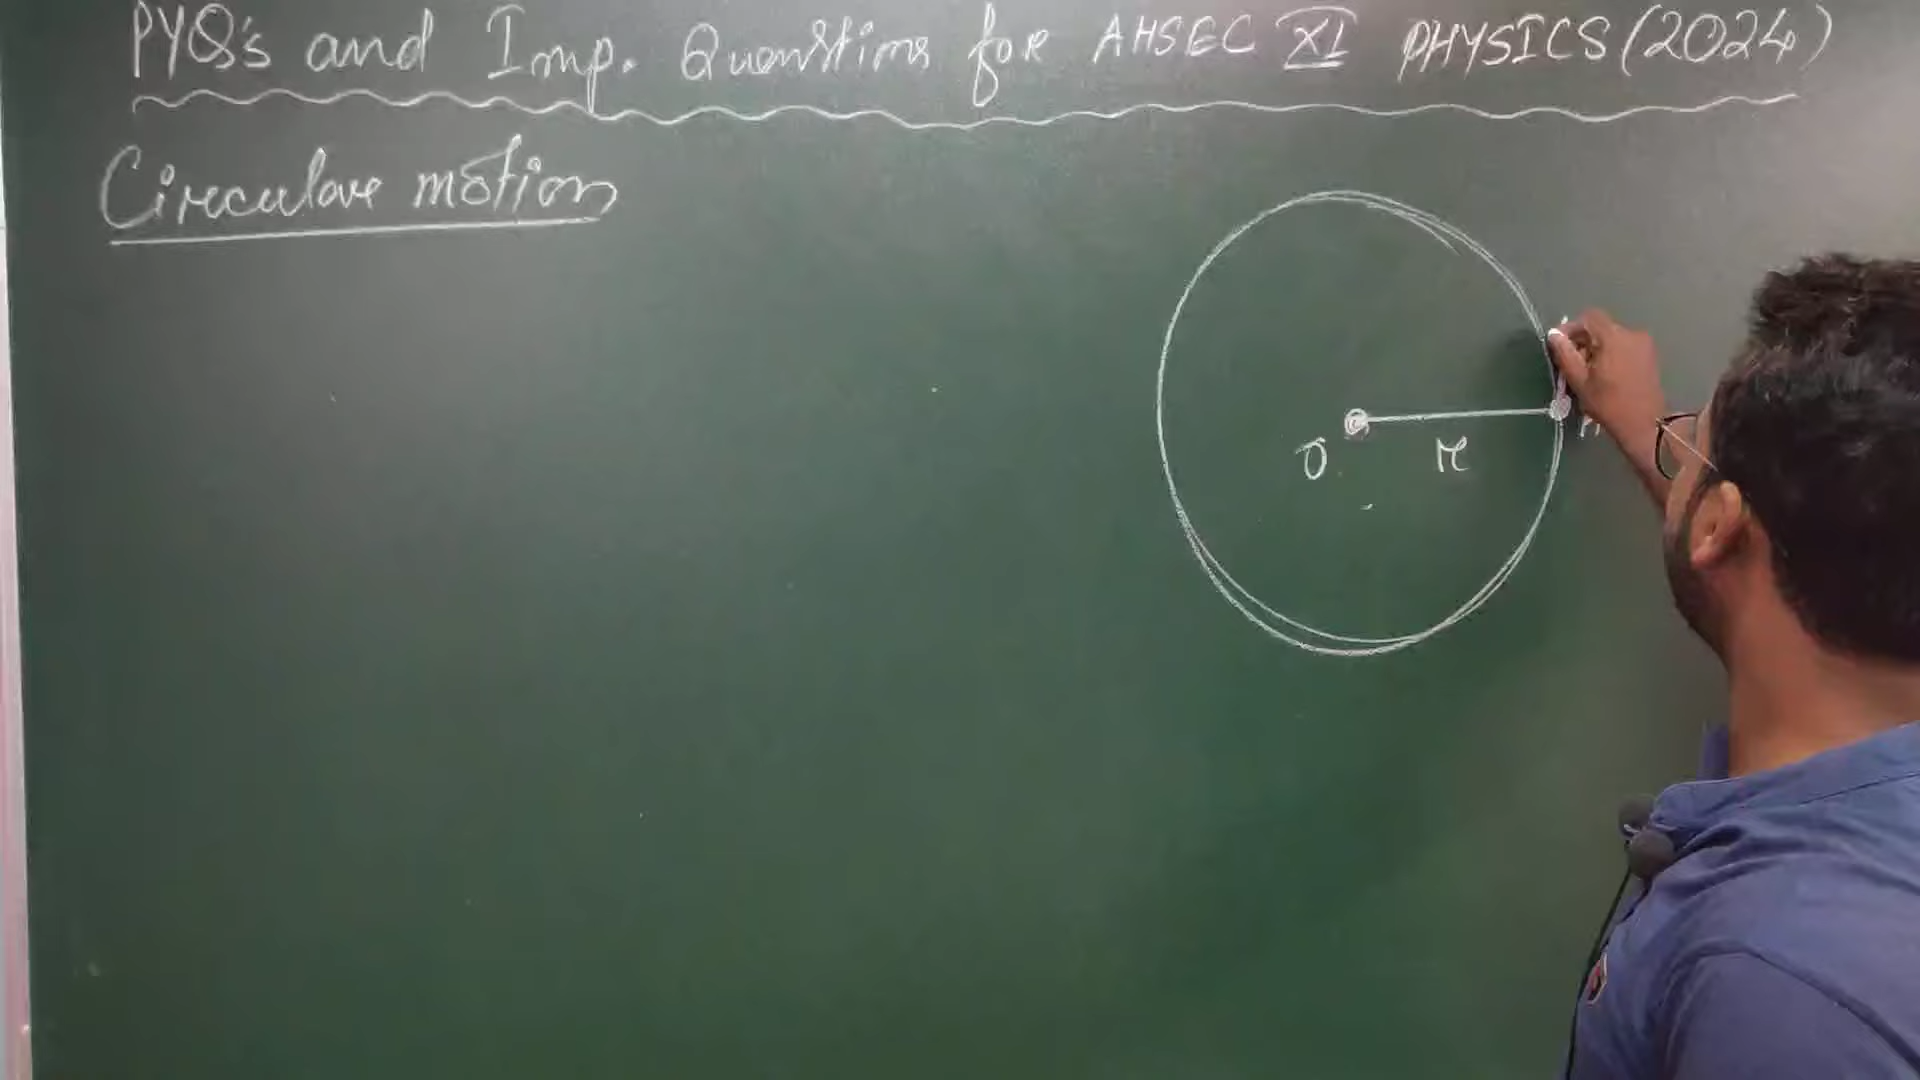 PYQ's and Imp. Questions for AHSEC XI PHYSICS (2024)
Circular motion
O r